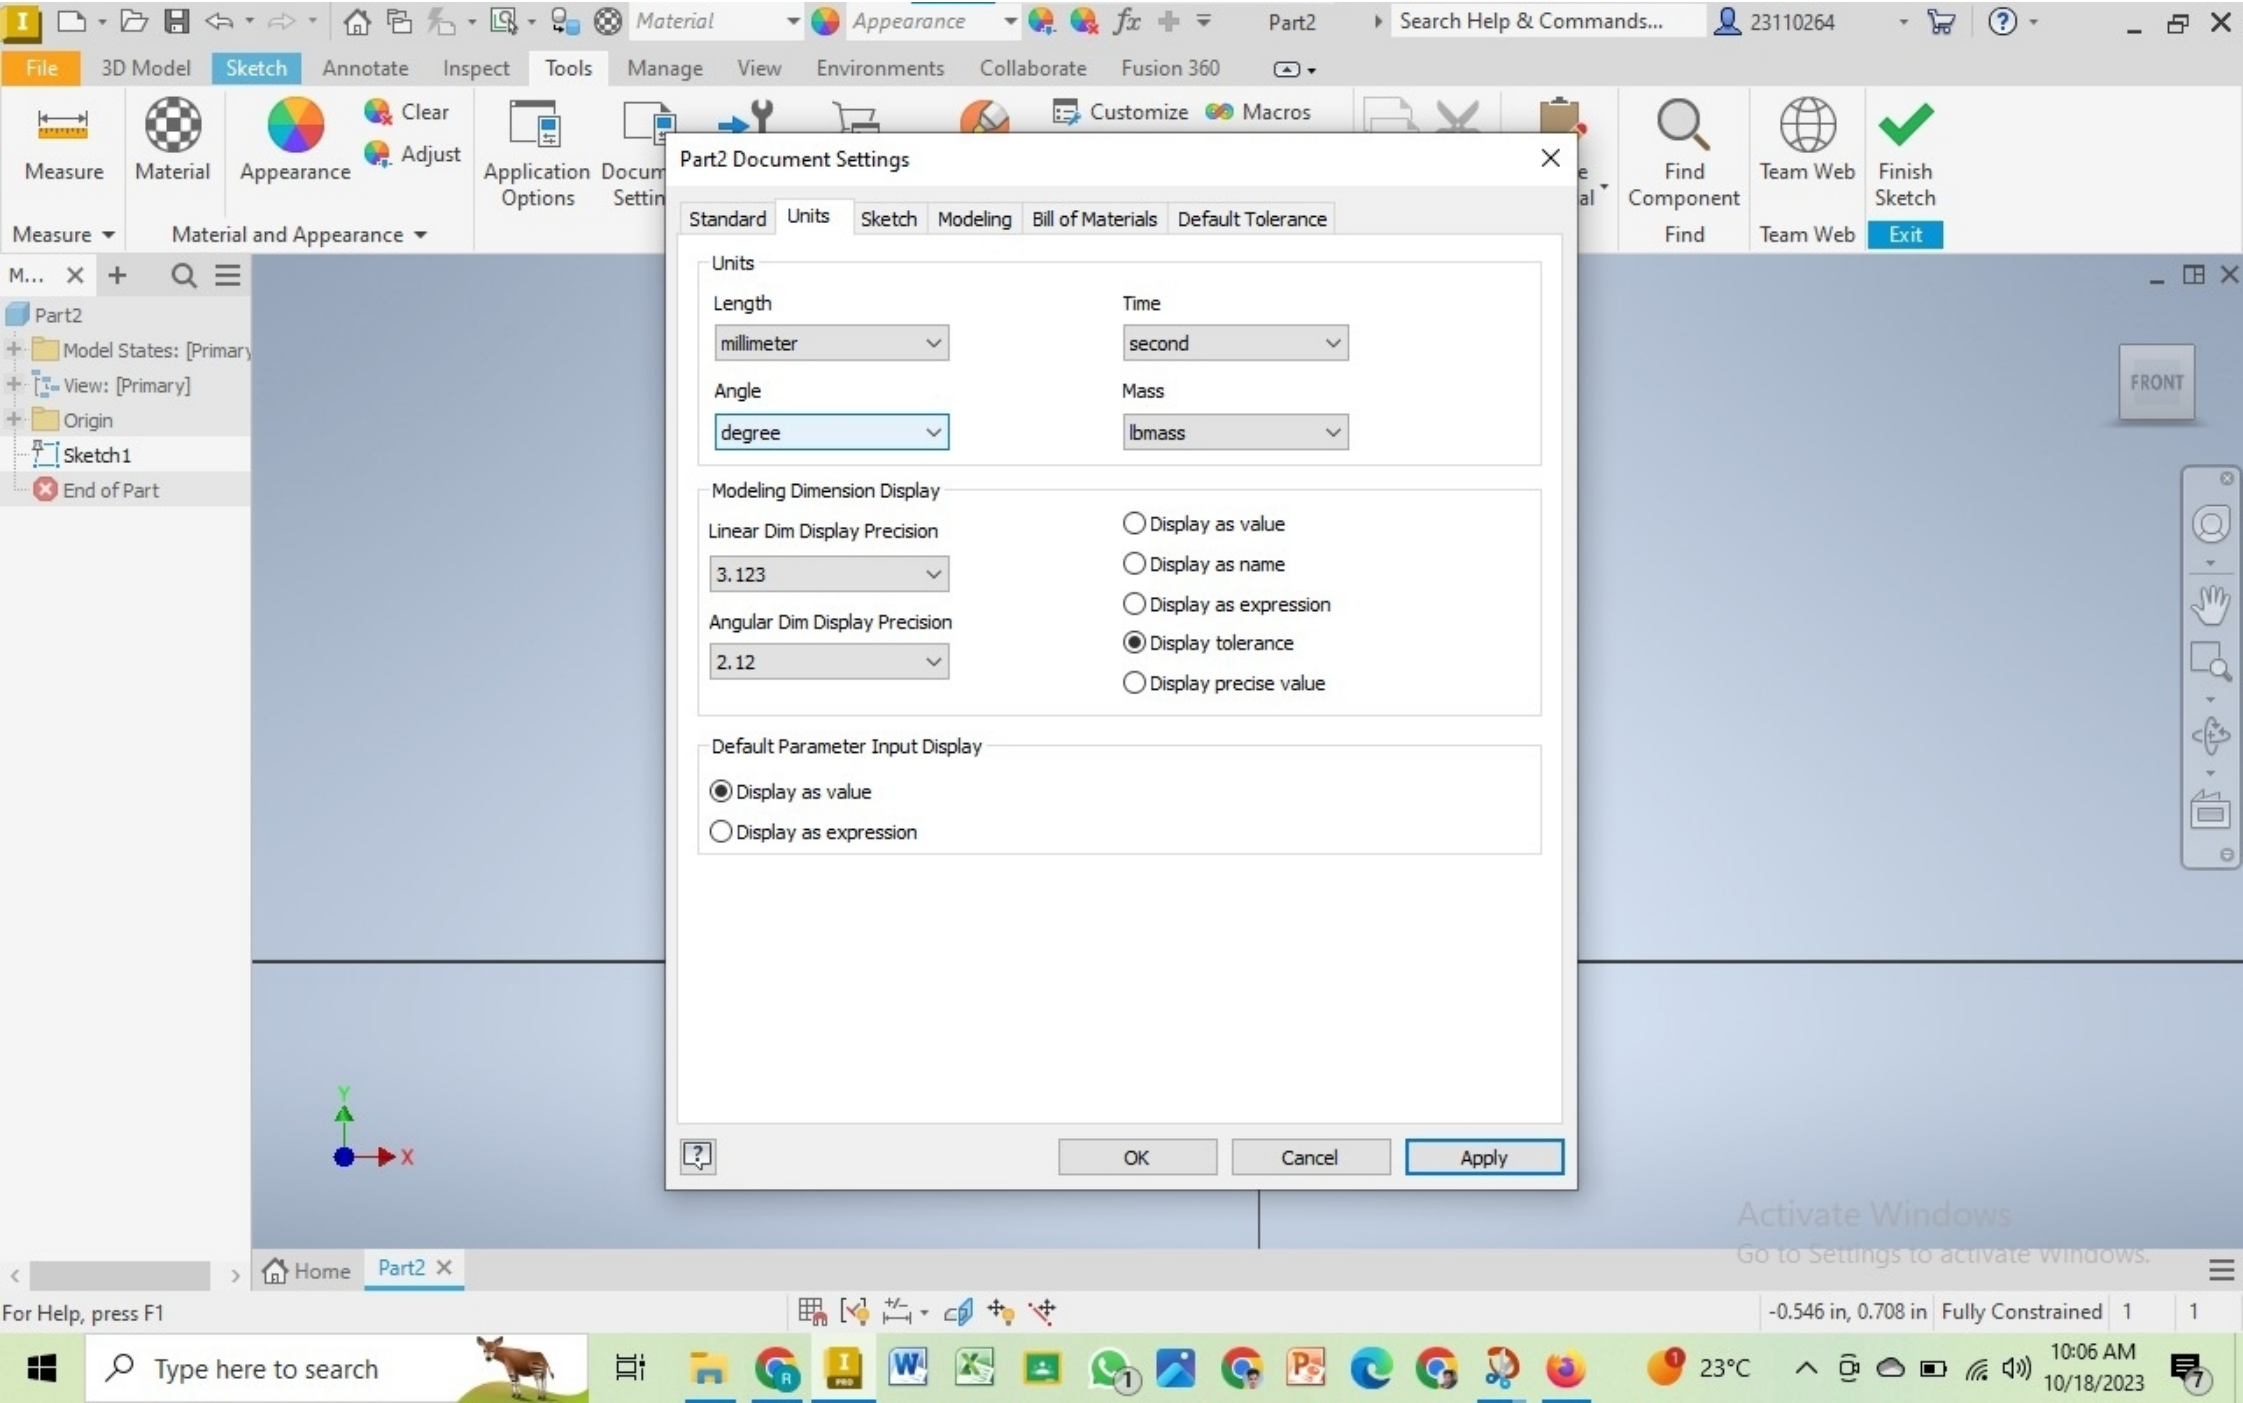 Material
Appearance
fx
Part2
Search Help & Commands...
23110264
File
3D Model
Sketch
Annotate
Inspect
Tools
Manage
View
Environments
Collaborate
Fusion 360
Clear
Customize
Macros
Adjust
Measure
Material
Appearance
Application
Options
Find
Component
Team Web
Finish
Sketch
Measure
Material and Appearance
Find
Team Web
Exit
M...
Part2
Model States: [Primary
View: [Primary]
Origin
Sketch1
End of Part
Part2 Document Settings
Standard
Units
Sketch
Modeling
Bill of Materials
Default Tolerance
Units
Length
Time
millimeter
second
Angle
Mass
degree
lbmass
Modeling Dimension Display
Linear Dim Display Precision
3.123
Angular Dim Display Precision
2.12
Display as value
Display as name
Display as expression
Display tolerance
Display precise value
Default Parameter Input Display
Display as value
Display as expression
OK
Cancel
Apply
FRONT
Y
X
Activate Windows
Go to Settings to activate Windows.
Home
Part2
For Help, press F1
-0.546 in, 0.708 in
Fully Constrained
1
1
Type here to search
23°C
10:06 AM
10/18/2023
7